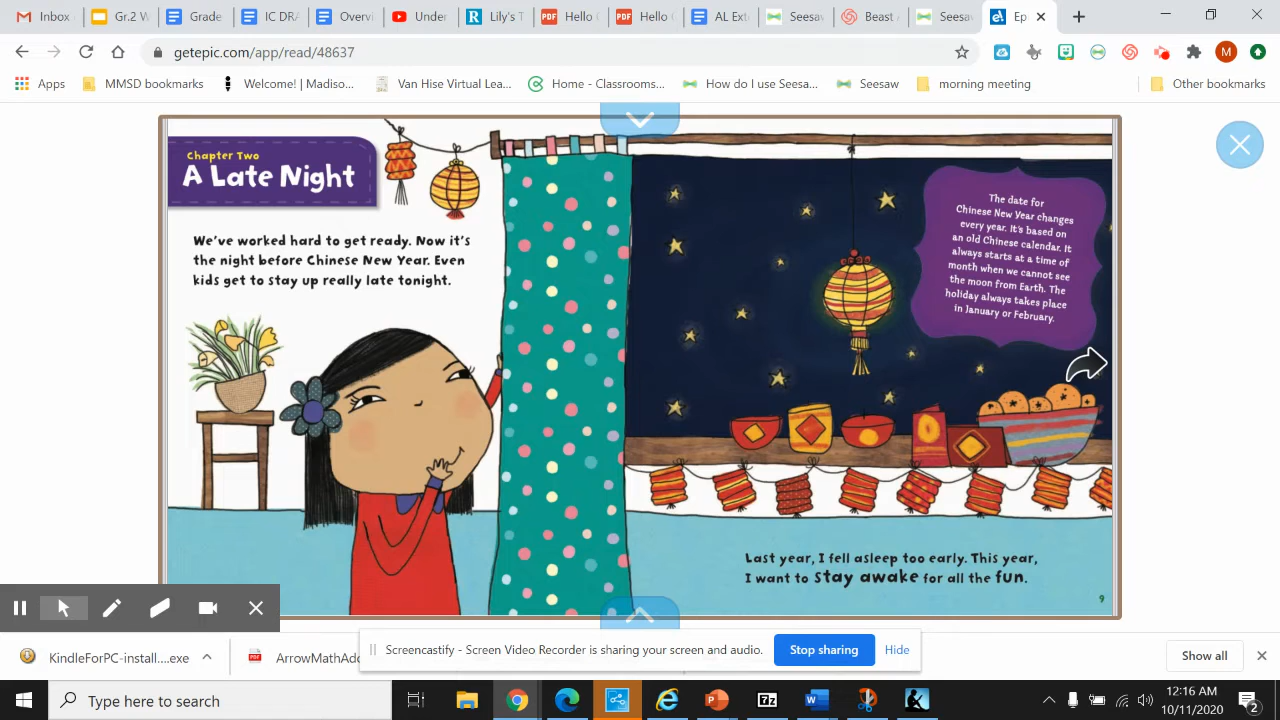 Inbox
Gr.2 W
Grade
IC DRA
Overvi
Under
Lily's T
Hello
Hello
AL Ext
Seesaw
Beast
Seesaw
Ep
getepic.com/app/read/48637
Apps
MMSD bookmarks
Welcome! | Madiso...
Van Hise Virtual Lea...
Home - Classrooms...
How do I use Seesa...
Seesaw
morning meeting
Other bookmarks
Chapter Two
A Late Night
We've worked hard to get ready. Now it's
the night before Chinese New Year. Even
kids get to stay up really late tonight.
The date for
Chinese New Year changes
every year. It's based on
an old Chinese calendar. It
always starts at a time of
month when we cannot see
the moon from Earth. The
holiday always takes place
in January or February.
Last year, I fell asleep too early. This year,
I want to stay awake for all the fun.
9
Screencastify - Screen Video Recorder is sharing your screen and audio.
Stop sharing
Hide
KindleForPC-install....exe
ArrowMathAd
Show all
Type here to search
12:16 AM
10/11/2020
2